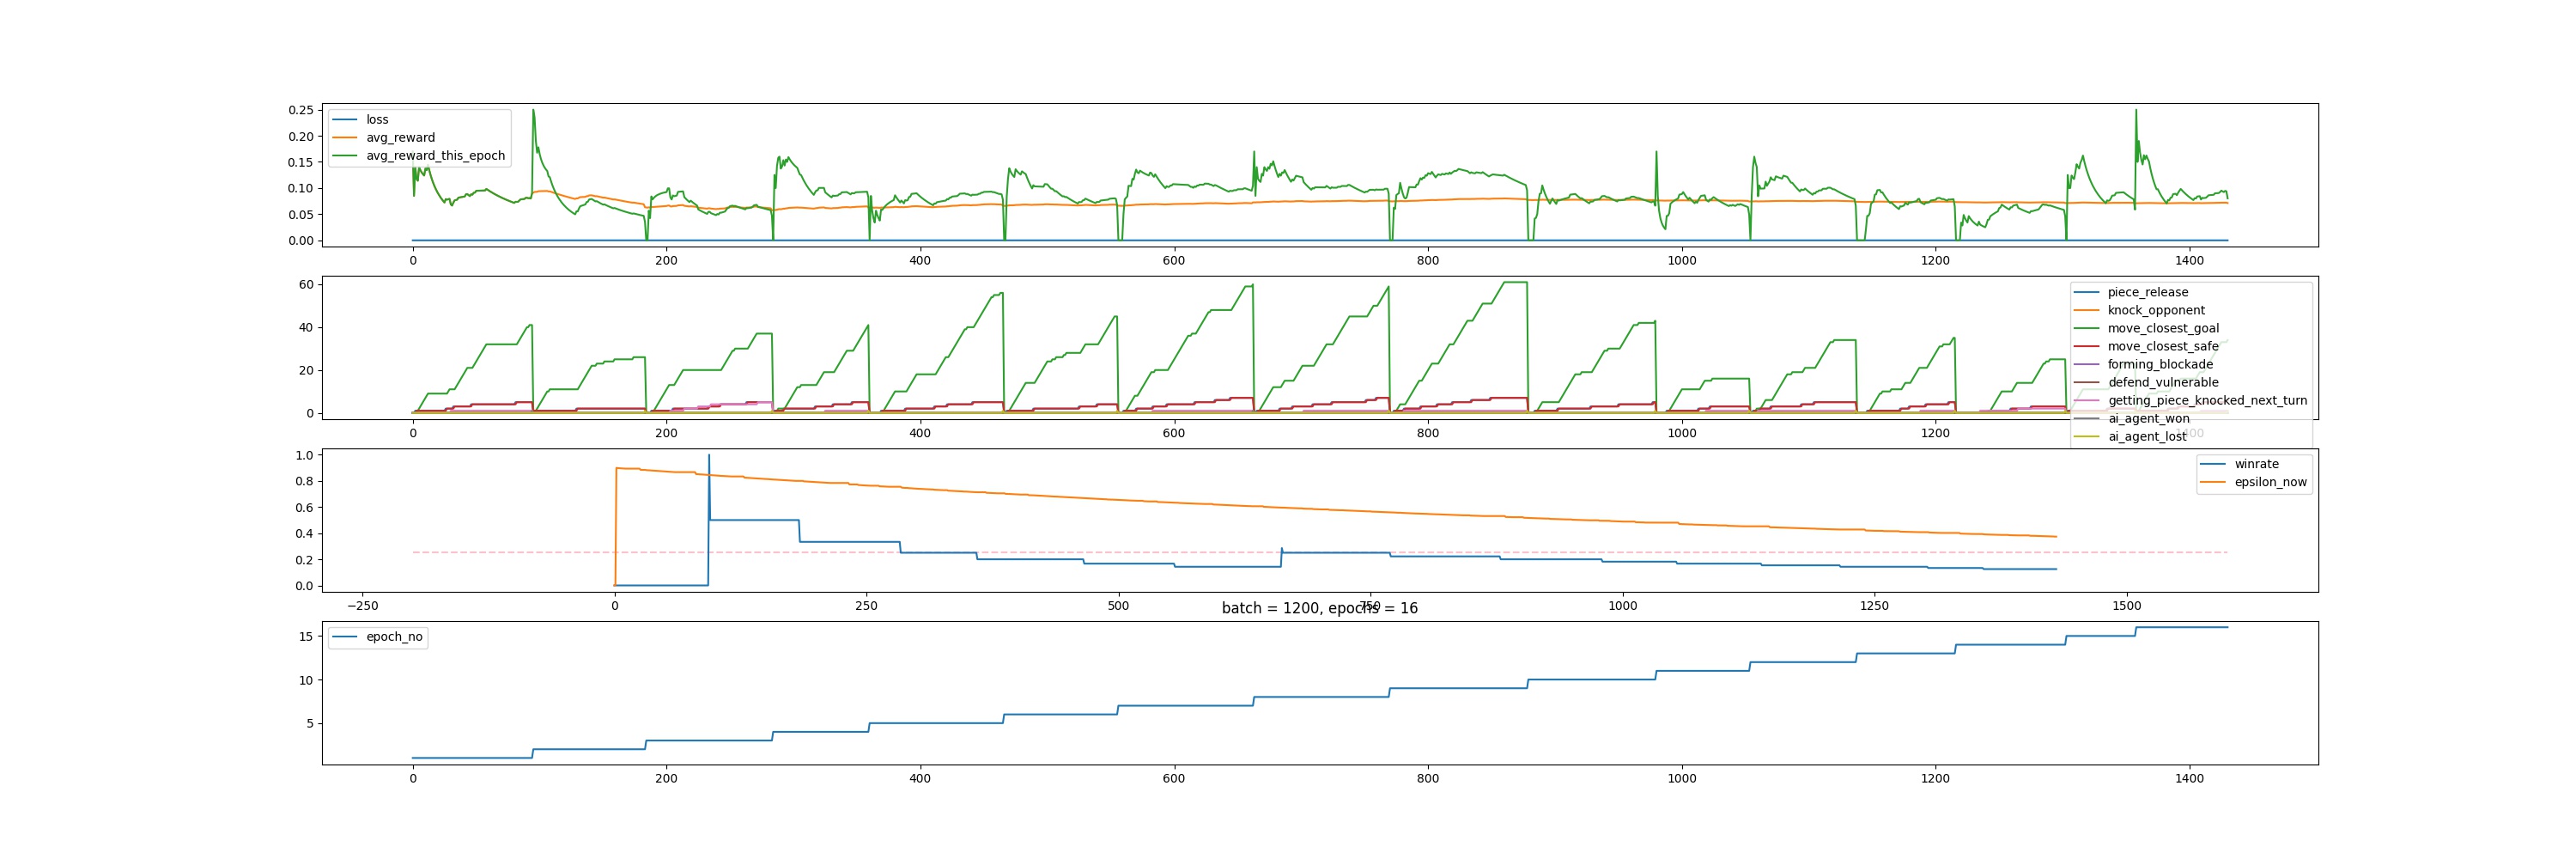 0.25
0.20
0.15
0.10
0.05
0.00
loss
avg_reward
avg_reward_this_epoch
0 200 400 600 800 1000 1200 1400
60
40
20
0
piece_release
knock_opponent
move_closest_goal
move_closest_safe
forming_blockade
defend_vulnerable
getting_piece_knocked_next_turn
ai_agent_won
ai_agent_lost
0 200 400 600 800 1000 1200 1400
1.0
0.8
0.6
0.4
0.2
0.0
winrate
epsilon_now
−250 0 250 500 750 1000 1250 1500
batch = 1200, epochs = 16
15
10
5
epoch_no
0 200 400 600 800 1000 1200 1400